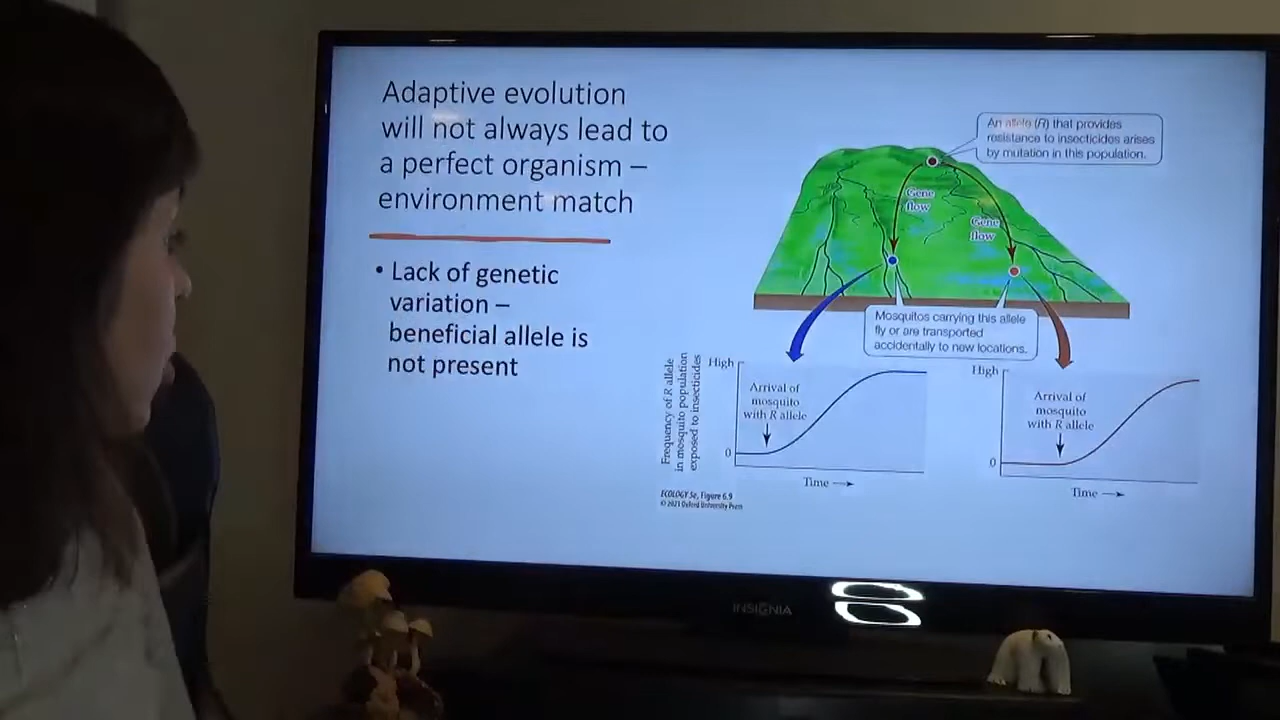 Adaptive evolution
will not always lead to
a perfect organism –
environment match
• Lack of genetic
variation –
beneficial allele is
not present
An allele (R) that provides
resistance to insecticides arises
by mutation in this population.
Gene
flow
Gene
flow
Mosquitos carrying this allele
fly or are transported
accidentally to new locations.
Frequency of R allele
in mosquito population
exposed to insecticides
High
Arrival of
mosquito
with R allele
0
Time
High
Arrival of
mosquito
with R allele
0
Time
ECOLOGY 5e, Figure 6.9
© 2021 Oxford University Press
INSIGNIA